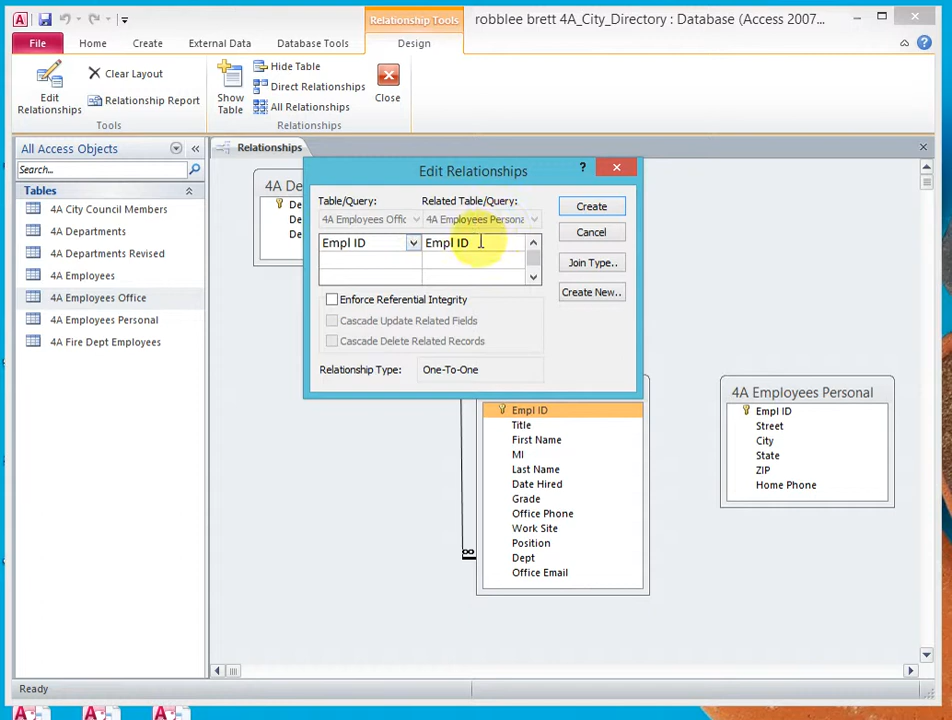 Relationship Tools
robblee brett 4A_City_Directory : Database (Access 2007...
File
Home
Create
External Data
Database Tools
Design
Edit Relationships
Clear Layout
Relationship Report
Tools
Show Table
Hide Table
Direct Relationships
All Relationships
Relationships
Close
All Access Objects
Search...
Tables
4A City Council Members
4A Departments
4A Departments Revised
4A Employees
4A Employees Office
4A Employees Personal
4A Fire Dept Employees
Relationships
4A De
De
De
De
Edit Relationships
?
Table/Query:
Related Table/Query:
4A Employees Offic
4A Employees Persona
Empl ID
Empl ID
Create
Cancel
Join Type..
Create New..
Enforce Referential Integrity
Cascade Update Related Fields
Cascade Delete Related Records
Relationship Type:
One-To-One
Empl ID
Title
First Name
MI
Last Name
Date Hired
Grade
Office Phone
Work Site
Position
Dept
Office Email
4A Employees Personal
Empl ID
Street
City
State
ZIP
Home Phone
Ready